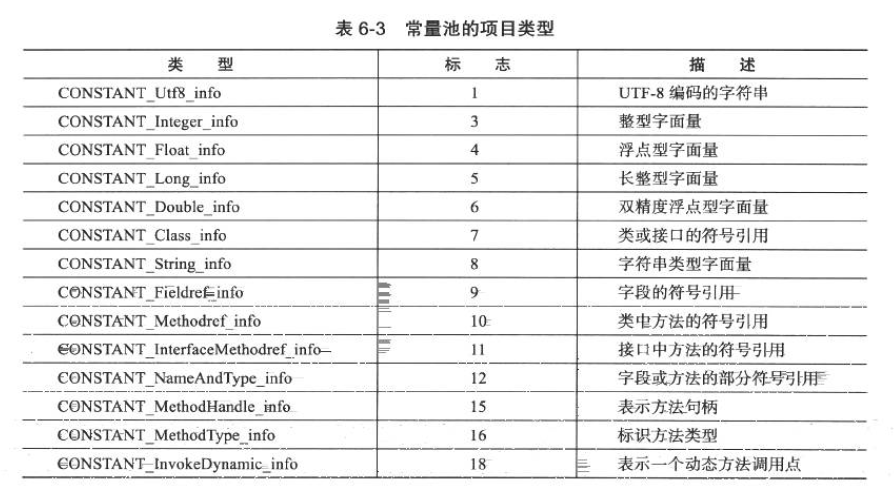 表 6-3 常量池的项目类型
类 型 标 志 描 述
CONSTANT_Utf8_info 1 UTF-8 编码的字符串
CONSTANT_Integer_info 3 整型字面量
CONSTANT_Float_info 4 浮点型字面量
CONSTANT_Long_info 5 长整型字面量
CONSTANT_Double_info 6 双精度浮点型字面量
CONSTANT_Class_info 7 类或接口的符号引用
CONSTANT_String_info 8 字符串类型字面量
CONSTANT_Fieldref_info 9 字段的符号引用
CONSTANT_Methodref_info 10 类中方法的符号引用
CONSTANT_InterfaceMethodref_info 11 接口中方法的符号引用
CONSTANT_NameAndType_info 12 字段或方法的部分符号引用
CONSTANT_MethodHandle_info 15 表示方法句柄
CONSTANT_MethodType_info 16 标识方法类型
CONSTANT_InvokeDynamic_info 18 表示一个动态方法调用点